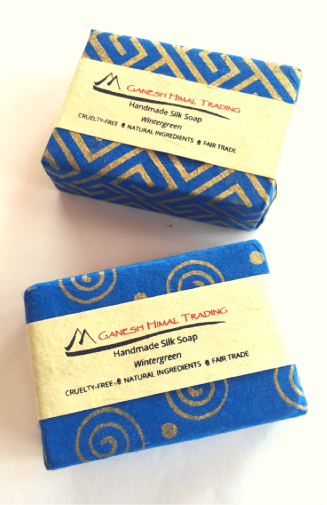 GANESH HIMAL TRADING
Handmade Silk Soap
Wintergreen
CRUELTY-FREE NATURAL INGREDIENTS FAIR TRADE
GANESH HIMAL TRADING
Handmade Silk Soap
Wintergreen
CRUELTY-FREE NATURAL INGREDIENTS FAIR TRADE